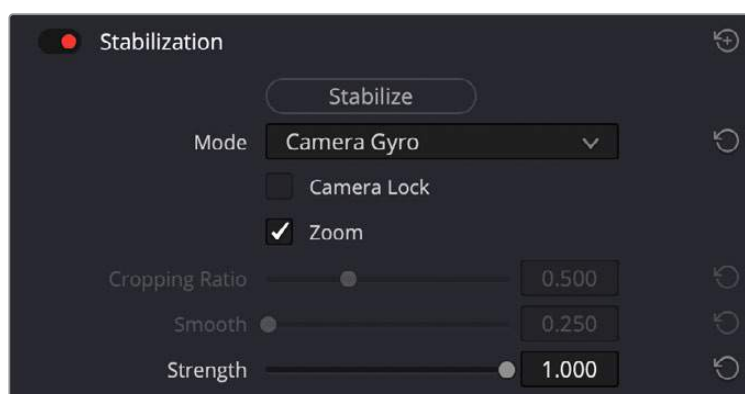 Stabilization
Stabilize
Mode Camera Gyro
Camera Lock
Zoom
Cropping Ratio 0.500
Smooth 0.250
Strength 1.000